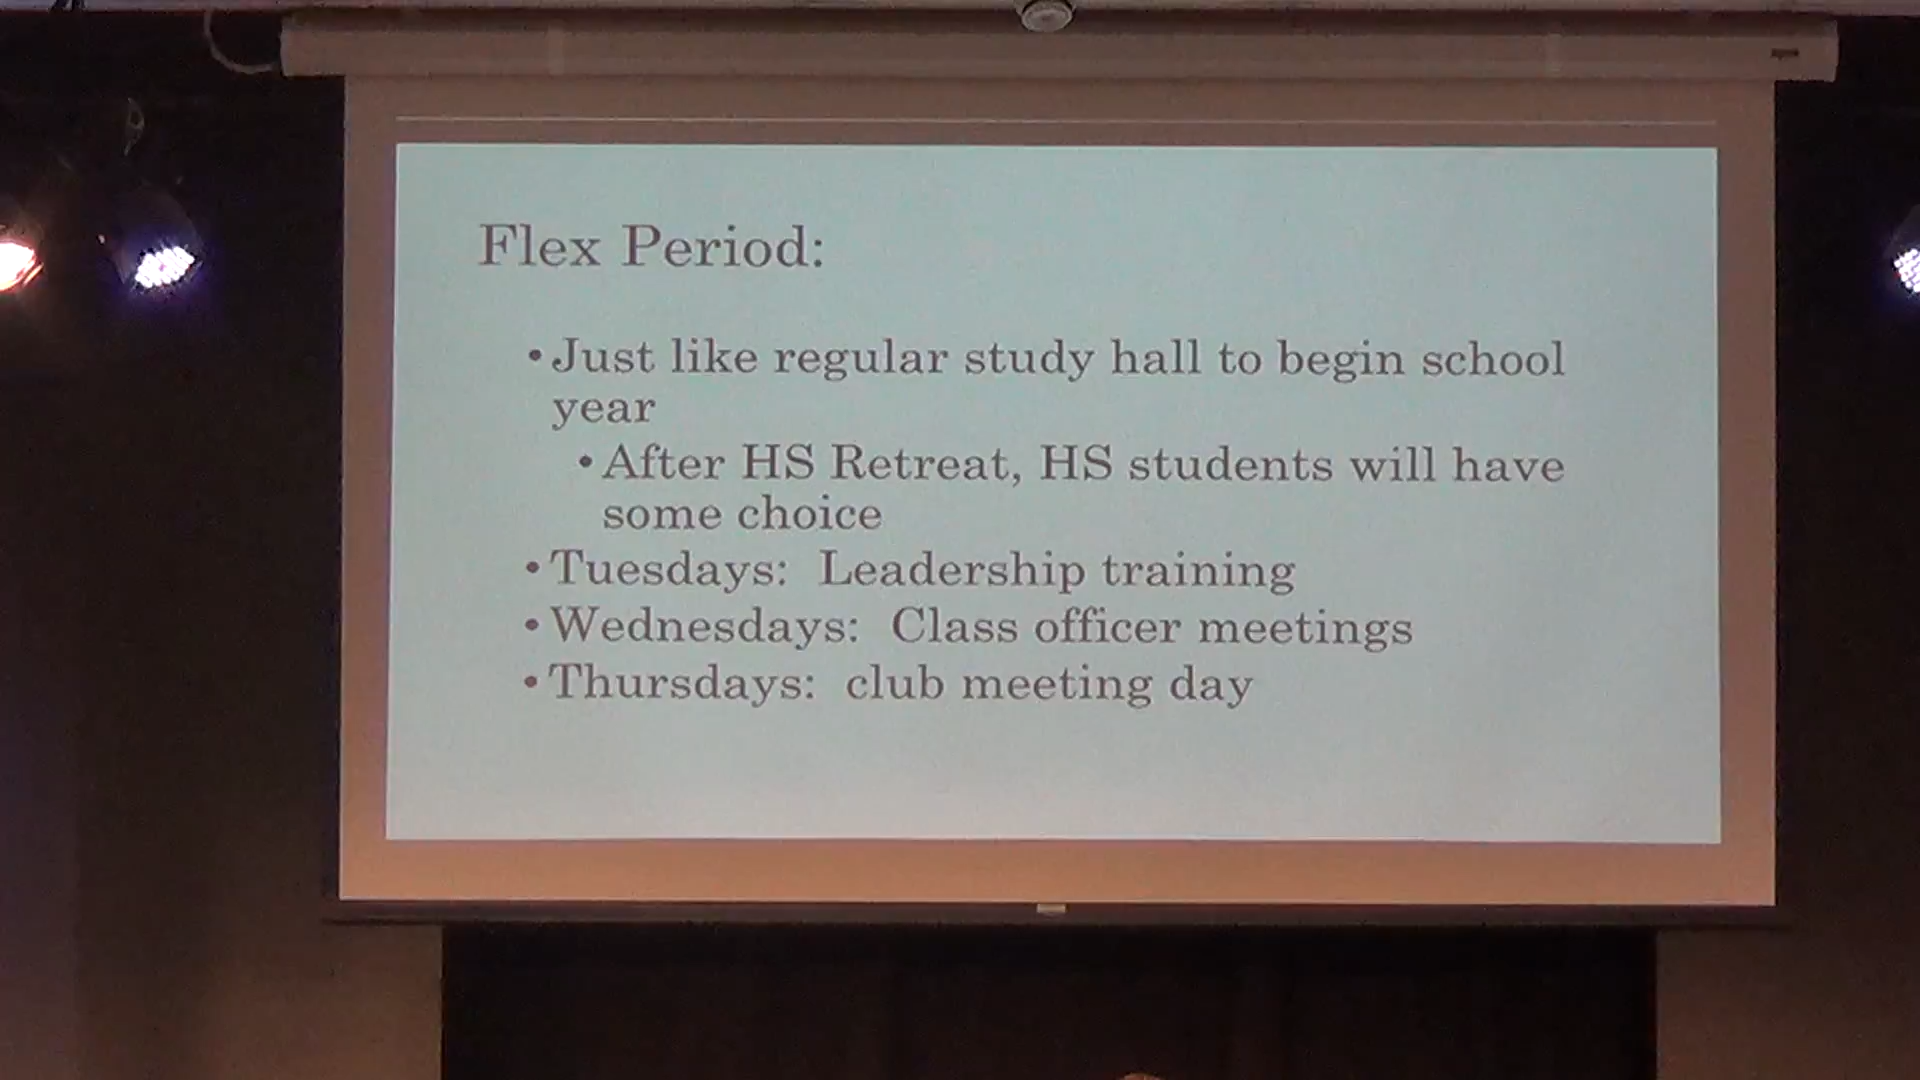 Flex Period:
•Just like regular study hall to begin school
year
•After HS Retreat, HS students will have
some choice
•Tuesdays:  Leadership training
•Wednesdays:  Class officer meetings
•Thursdays:  club meeting day